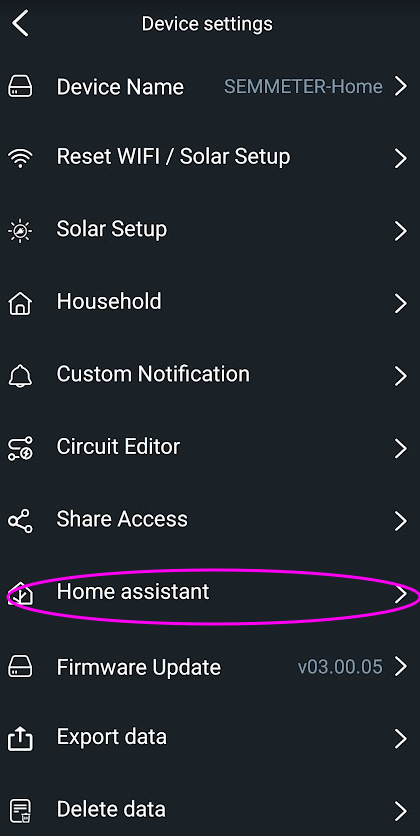 Device settings
Device Name SEMMETER-Home
Reset WIFI / Solar Setup
Solar Setup
Household
Custom Notification
Circuit Editor
Share Access
Home assistant
Firmware Update v03.00.05
Export data
Delete data